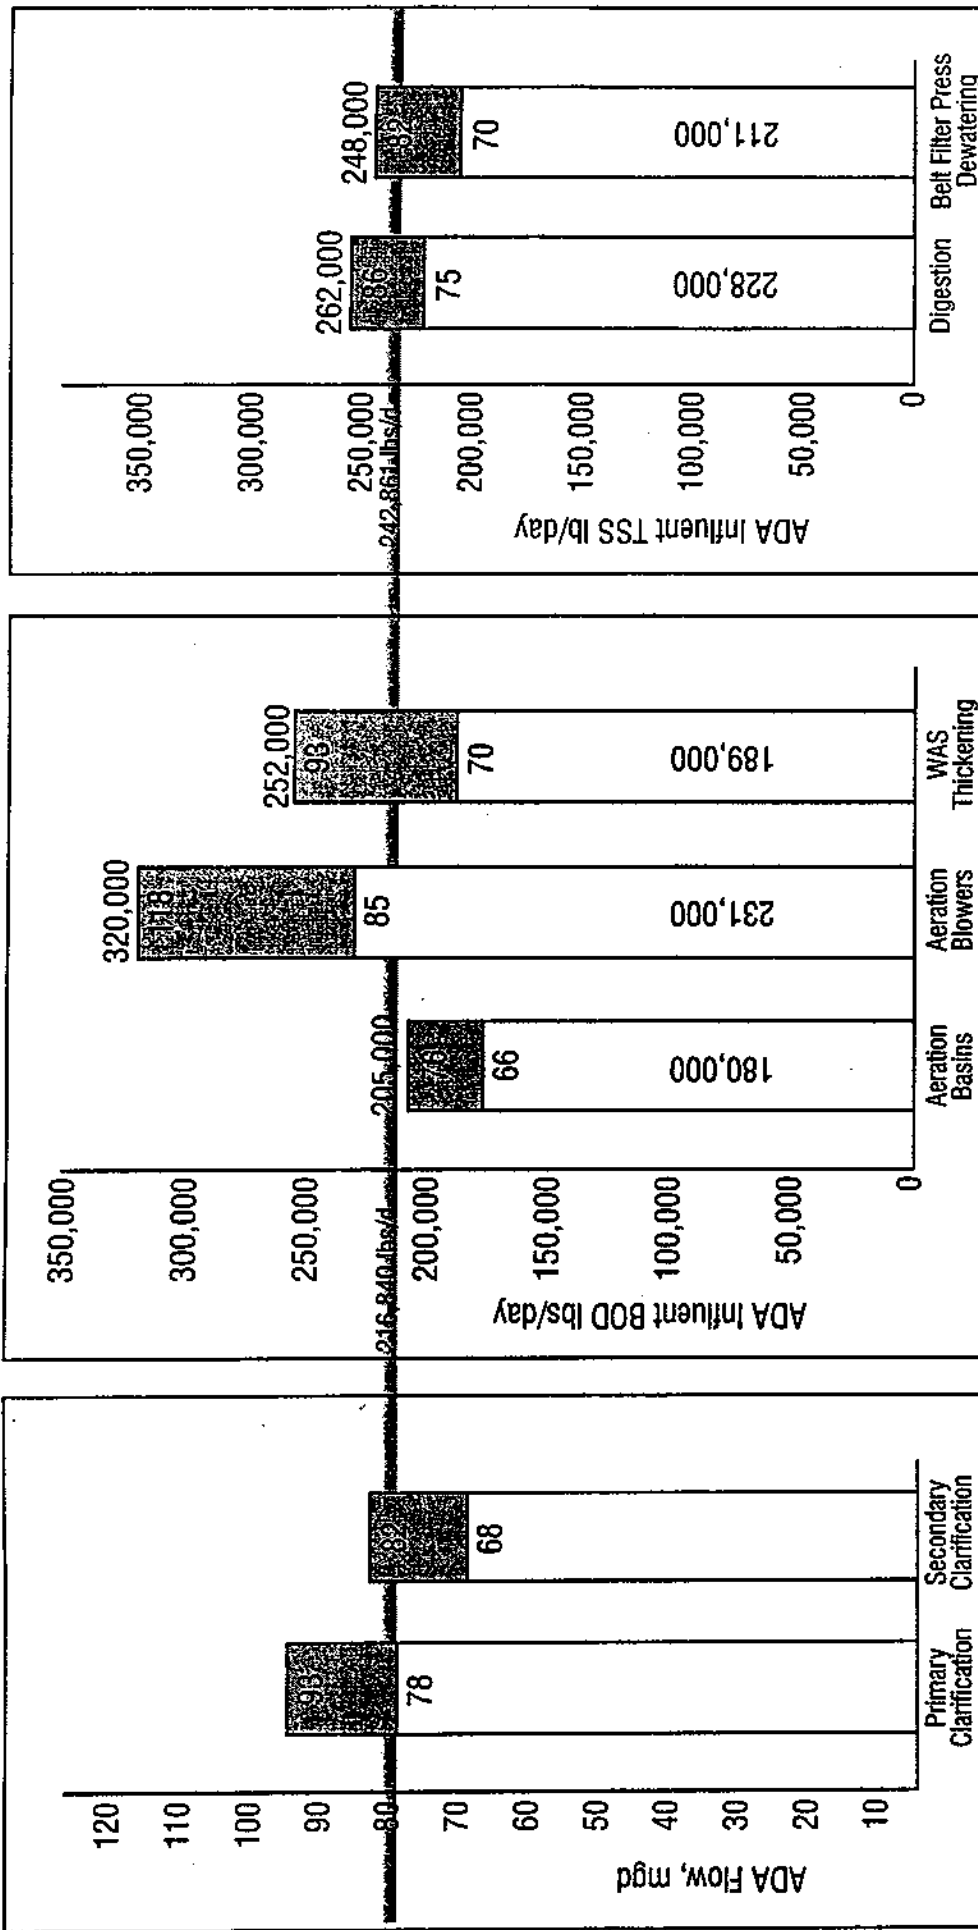 ADA Flow, mgd
120
110
100
90
80
70
60
50
40
30
20
10
93
78
Primary
Clarification
82
68
Secondary
Clarification
ADA Influent BOD lbs/day
350,000
300,000
250,000
216,840 lbs/d
200,000
150,000
100,000
50,000
0
205,000
76
66
180,000
Aeration
Basins
320,000
118
85
231,000
Aeration
Blowers
252,000
93
70
189,000
WAS
Thickening
ADA Influent TSS lb/day
350,000
300,000
250,000
242,861 lbs/d
200,000
150,000
100,000
50,000
0
262,000
86
75
228,000
Digestion
248,000
82
70
211,000
Belt Filter Press
Dewatering